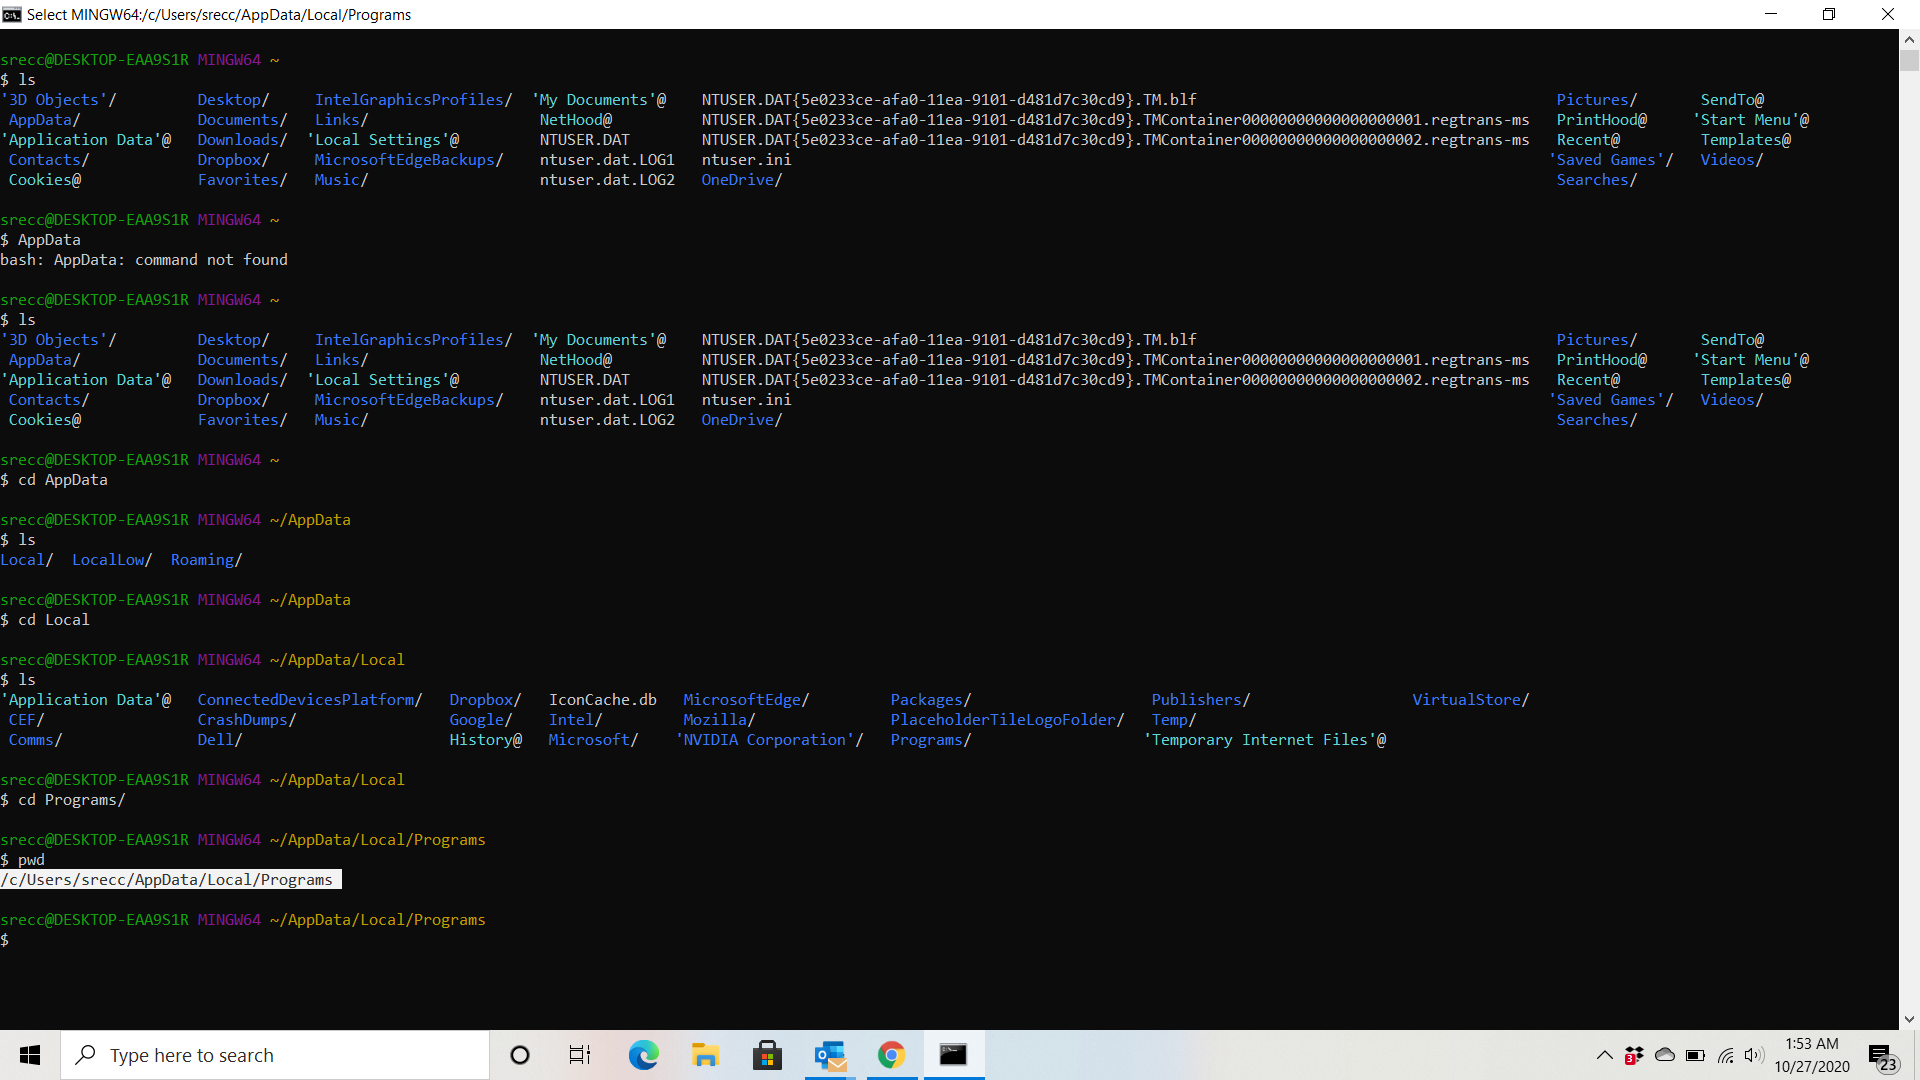 Select MINGW64:/c/Users/srecc/AppData/Local/Programs
srecc@DESKTOP-EAA9S1R MINGW64 ~
$ ls
'3D Objects'/ Desktop/ IntelGraphicsProfiles/ 'My Documents'@ NTUSER.DAT{5e0233ce-afa0-11ea-9101-d481d7c30cd9}.TM.blf Pictures/ SendTo@
AppData/ Documents/ Links/ NetHood@ NTUSER.DAT{5e0233ce-afa0-11ea-9101-d481d7c30cd9}.TMContainer00000000000000000001.regtrans-ms PrintHood@ 'Start Menu'@
'Application Data'@ Downloads/ 'Local Settings'@ NTUSER.DAT NTUSER.DAT{5e0233ce-afa0-11ea-9101-d481d7c30cd9}.TMContainer00000000000000000002.regtrans-ms Recent@ Templates@
Contacts/ Dropbox/ MicrosoftEdgeBackups/ ntuser.dat.LOG1 ntuser.ini 'Saved Games'/ Videos/
Cookies@ Favorites/ Music/ ntuser.dat.LOG2 OneDrive/ Searches/
srecc@DESKTOP-EAA9S1R MINGW64 ~
$ AppData
bash: AppData: command not found
srecc@DESKTOP-EAA9S1R MINGW64 ~
$ ls
'3D Objects'/ Desktop/ IntelGraphicsProfiles/ 'My Documents'@ NTUSER.DAT{5e0233ce-afa0-11ea-9101-d481d7c30cd9}.TM.blf Pictures/ SendTo@
AppData/ Documents/ Links/ NetHood@ NTUSER.DAT{5e0233ce-afa0-11ea-9101-d481d7c30cd9}.TMContainer00000000000000000001.regtrans-ms PrintHood@ 'Start Menu'@
'Application Data'@ Downloads/ 'Local Settings'@ NTUSER.DAT NTUSER.DAT{5e0233ce-afa0-11ea-9101-d481d7c30cd9}.TMContainer00000000000000000002.regtrans-ms Recent@ Templates@
Contacts/ Dropbox/ MicrosoftEdgeBackups/ ntuser.dat.LOG1 ntuser.ini 'Saved Games'/ Videos/
Cookies@ Favorites/ Music/ ntuser.dat.LOG2 OneDrive/ Searches/
srecc@DESKTOP-EAA9S1R MINGW64 ~
$ cd AppData
srecc@DESKTOP-EAA9S1R MINGW64 ~/AppData
$ ls
Local/ LocalLow/ Roaming/
srecc@DESKTOP-EAA9S1R MINGW64 ~/AppData
$ cd Local
srecc@DESKTOP-EAA9S1R MINGW64 ~/AppData/Local
$ ls
'Application Data'@ ConnectedDevicesPlatform/ Dropbox/ IconCache.db MicrosoftEdge/ Packages/ Publishers/ VirtualStore/
CEF/ CrashDumps/ Google/ Intel/ Mozilla/ PlaceholderTileLogoFolder/ Temp/
Comms/ Dell/ History@ Microsoft/ 'NVIDIA Corporation'/ Programs/ 'Temporary Internet Files'@
srecc@DESKTOP-EAA9S1R MINGW64 ~/AppData/Local
$ cd Programs/
srecc@DESKTOP-EAA9S1R MINGW64 ~/AppData/Local/Programs
$ pwd
/c/Users/srecc/AppData/Local/Programs
srecc@DESKTOP-EAA9S1R MINGW64 ~/AppData/Local/Programs
$
Type here to search
3
1:53 AM
10/27/2020
23